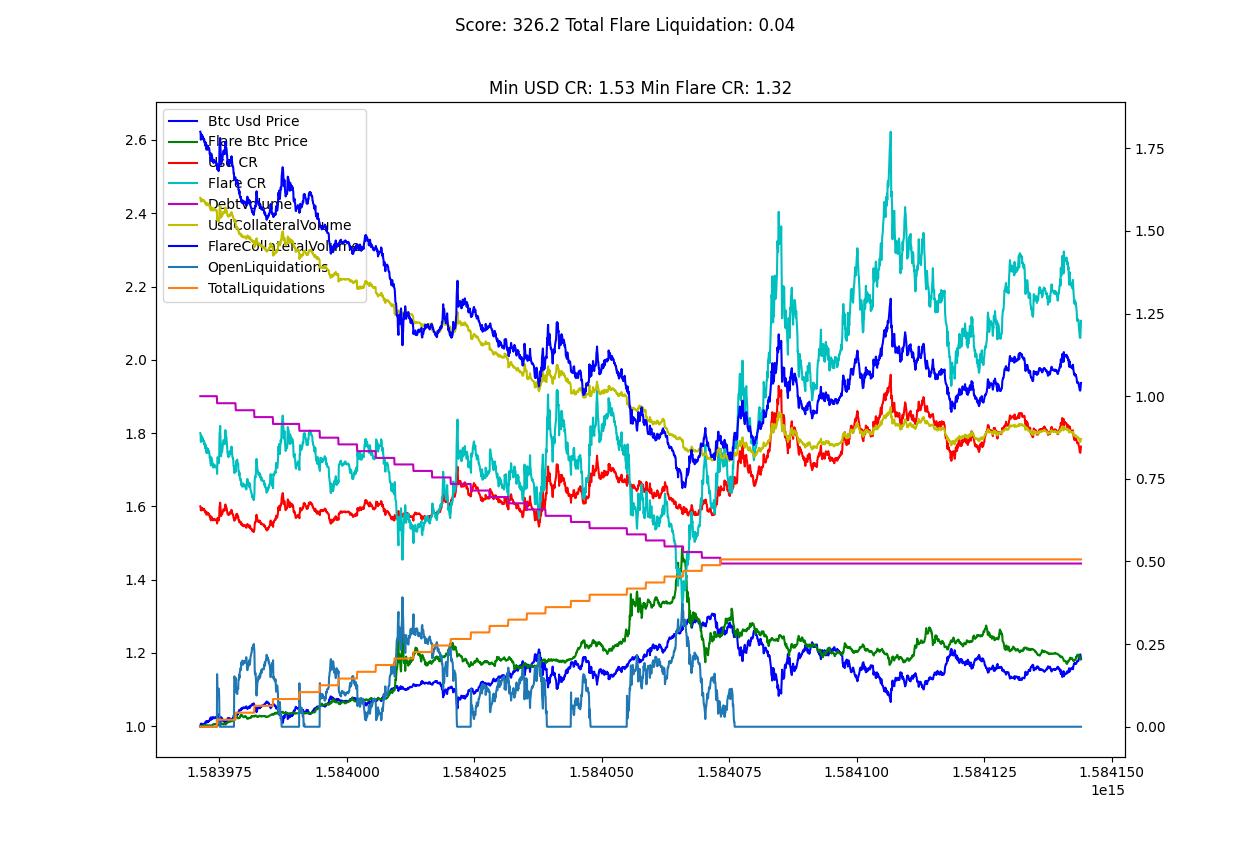 Score: 326.2 Total Flare Liquidation: 0.04
Min USD CR: 1.53 Min Flare CR: 1.32
Btc Usd Price
Flare Btc Price
Usd CR
Flare CR
DebtVolume
UsdCollateralVolume
FlareCollateralVolume
OpenLiquidations
TotalLiquidations
2.6
2.4
2.2
2.0
1.8
1.6
1.4
1.2
1.0
1.75
1.50
1.25
1.00
0.75
0.50
0.25
0.00
1.583975 1.584000 1.584025 1.584050 1.584075 1.584100 1.584125 1.584150
1e15